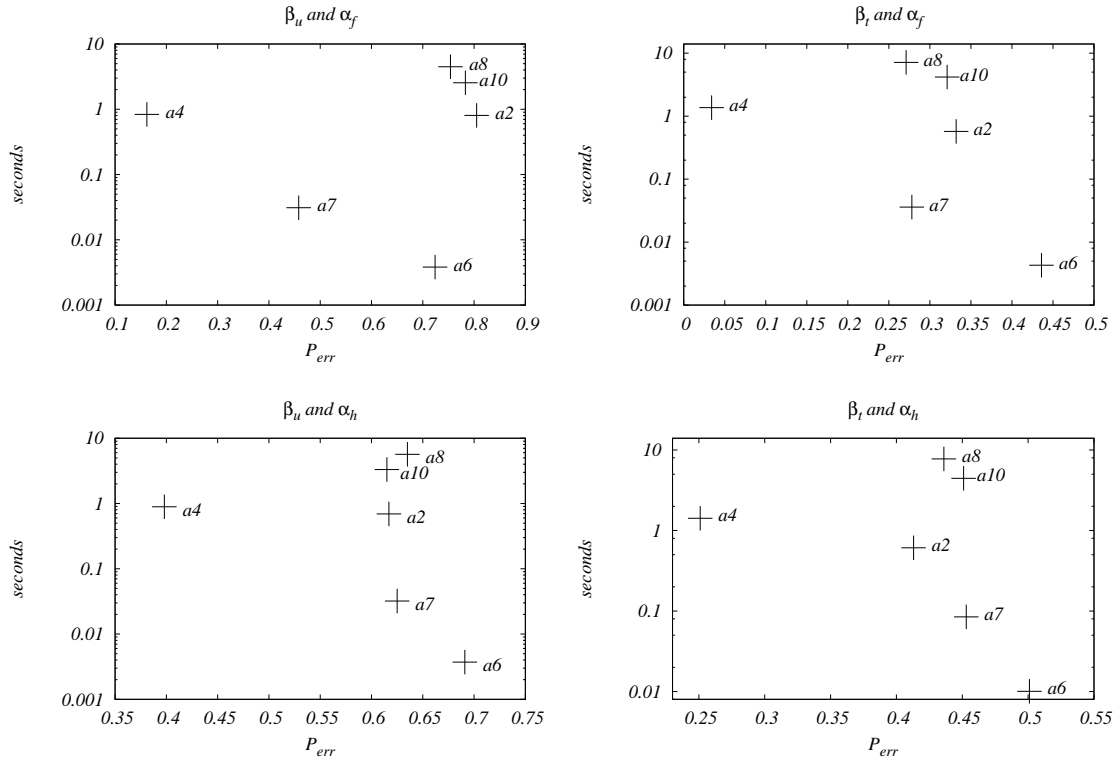 β_u and α_f
seconds
10
1
0.1
0.01
0.001
a8
a10
a4
a2
a7
a6
0.1 0.2 0.3 0.4 0.5 0.6 0.7 0.8 0.9
P_err
β_t and α_f
seconds
10
1
0.1
0.01
0.001
a8
a10
a4
a2
a7
a6
0 0.05 0.1 0.15 0.2 0.25 0.3 0.35 0.4 0.45 0.5
P_err
β_u and α_h
seconds
10
1
0.1
0.01
0.001
a8
a10
a4
a2
a7
a6
0.35 0.4 0.45 0.5 0.55 0.6 0.65 0.7 0.75
P_err
β_t and α_h
seconds
10
1
0.1
0.01
a8
a10
a4
a2
a7
a6
0.25 0.3 0.35 0.4 0.45 0.5 0.55
P_err